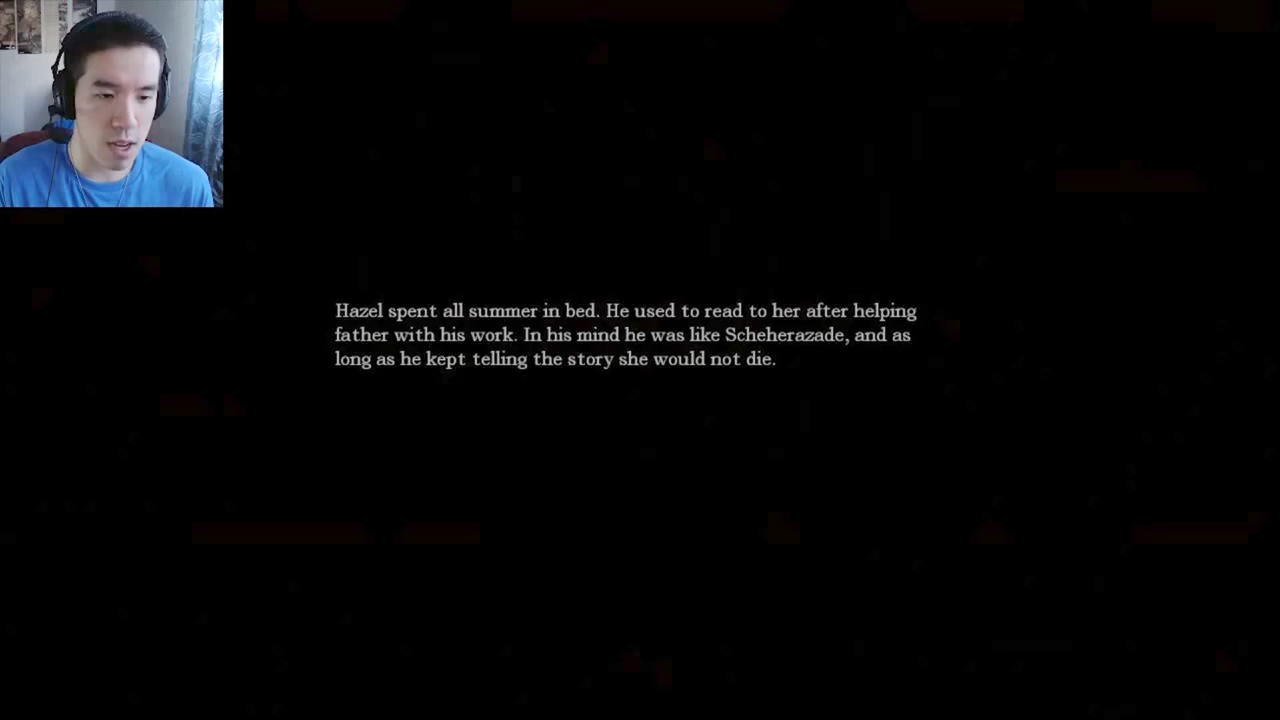 Hazel spent all summer in bed. He used to read to her after helping
father with his work. In his mind he was like Scheherazade, and as
long as he kept telling the story she would not die.